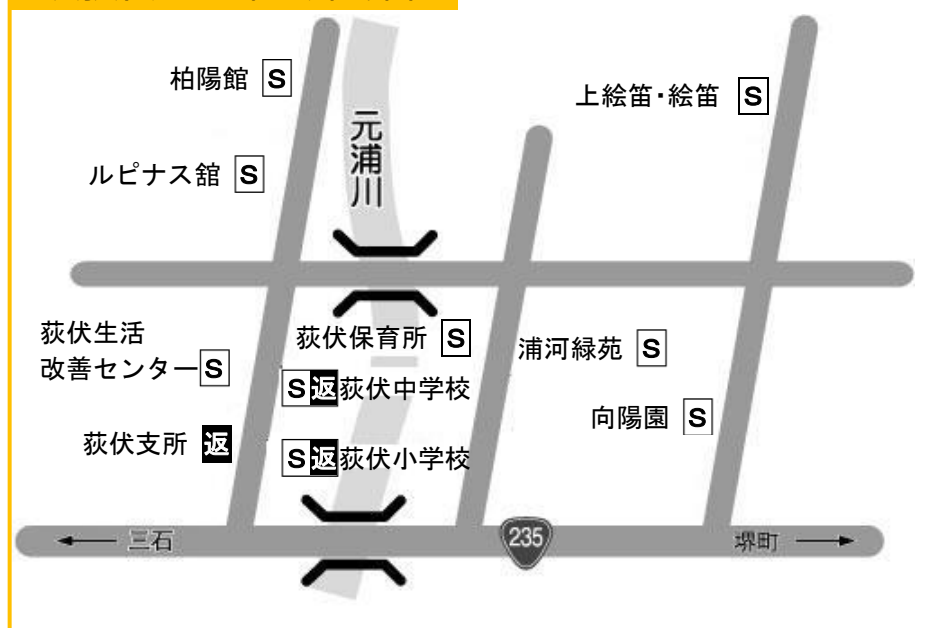 柏陽館 S
上絵笛・絵笛 S
元浦川
ルピナス舘 S
荻伏生活
改善センター S
荻伏保育所 S
浦河緑苑 S
S 返 荻伏中学校
向陽園 S
荻伏支所 返
S 返 荻伏小学校
← 三石
235
堺町 →